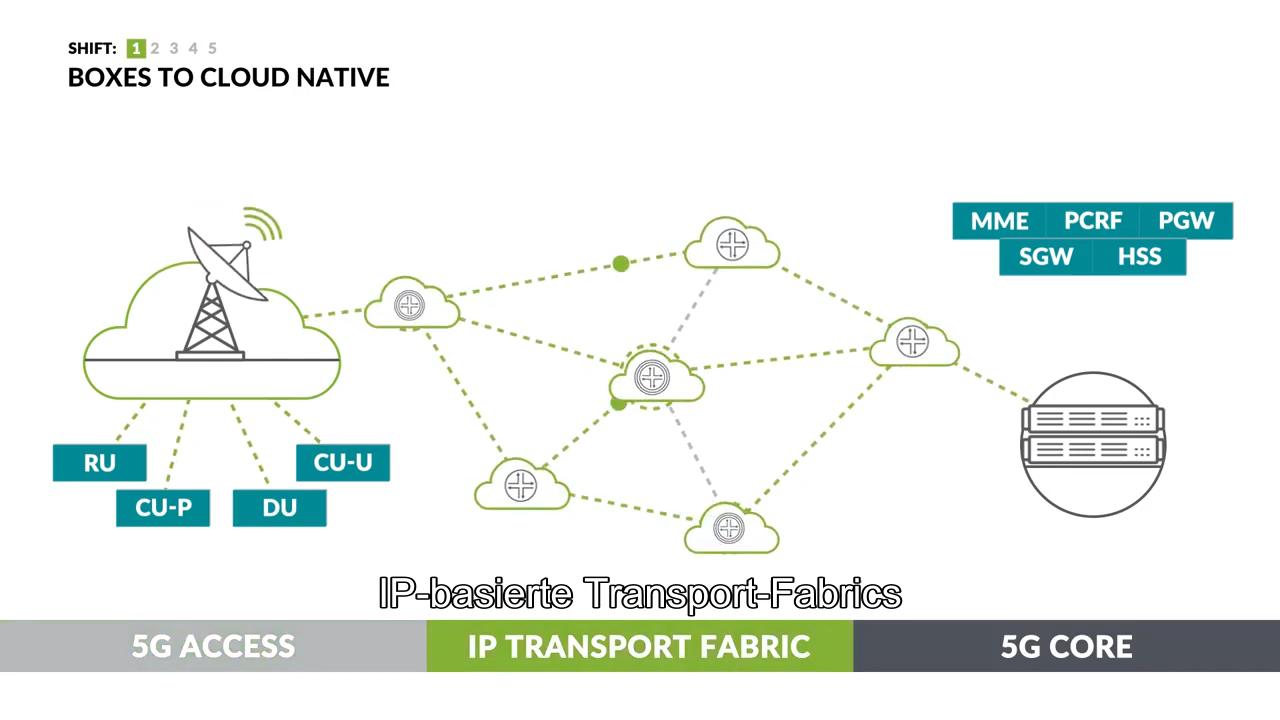 SHIFT: 1 2 3 4 5
BOXES TO CLOUD NATIVE
MME PCRF PGW
SGW HSS
RU
CU-U
CU-P
DU
IP-basierte Transport-Fabrics
5G ACCESS
IP TRANSPORT FABRIC
5G CORE